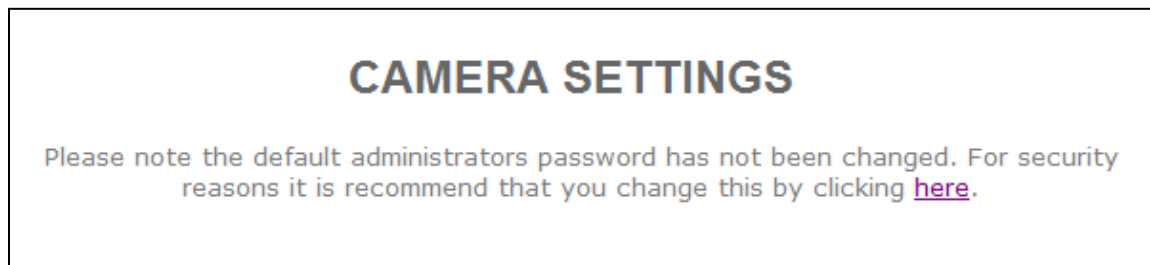 CAMERA SETTINGS
Please note the default administrators password has not been changed. For security
reasons it is recommend that you change this by clicking here.